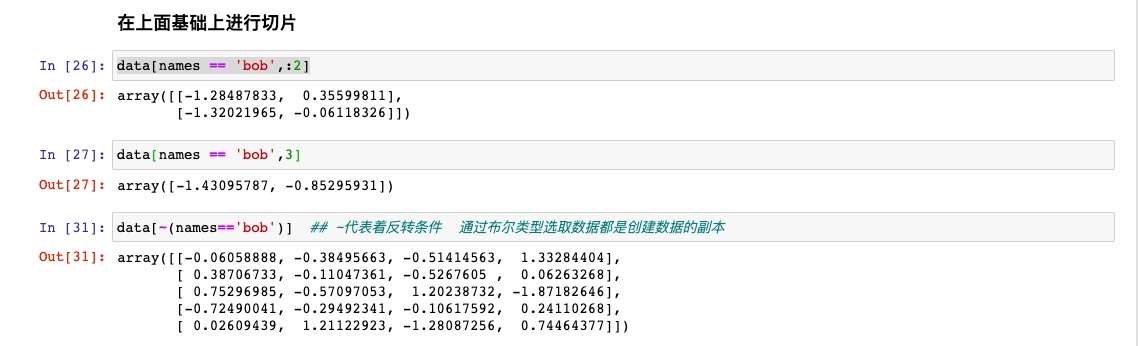 在上面基础上进行切片
In [26]: data[names == 'bob',:2]
Out[26]: array([[-1.28487833,  0.35599811],
       [-1.32021965, -0.06118326]])
In [27]: data[names == 'bob',3]
Out[27]: array([-1.43095787, -0.85295931])
In [31]: data[~(names=='bob')]  ## ~代表着反转条件  通过布尔类型选取数据都是创建数据的副本
Out[31]: array([[-0.06058888, -0.38495663, -0.51414563,  1.33284404],
       [ 0.38706733, -0.11047361, -0.5267605 ,  0.06263268],
       [ 0.75296985, -0.57097053,  1.20238732, -1.87182646],
       [-0.72490041, -0.29492341, -0.10617592,  0.24110268],
       [ 0.02609439,  1.21122923, -1.28087256,  0.74464377]])